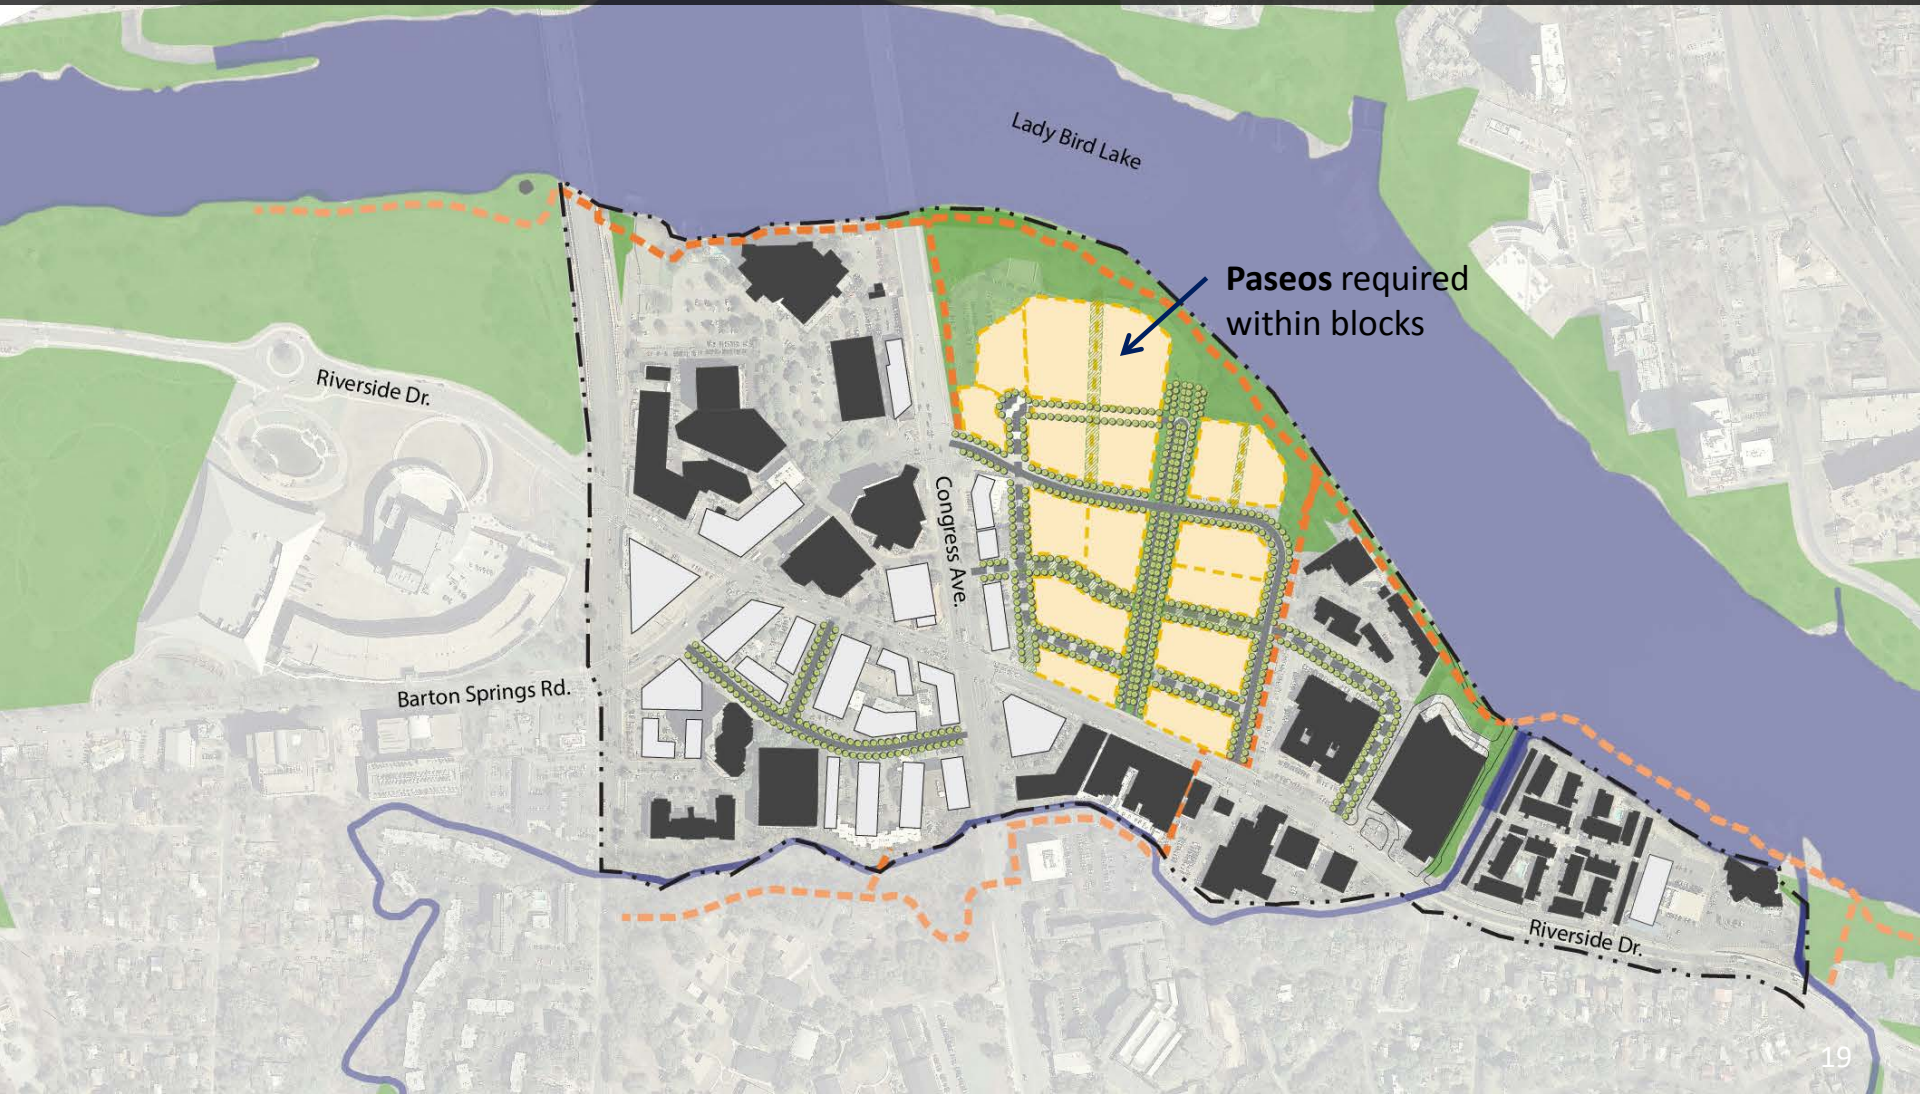 Lady Bird Lake
Paseos required
within blocks
Riverside Dr.
Congress Ave.
Barton Springs Rd.
Riverside Dr.
19